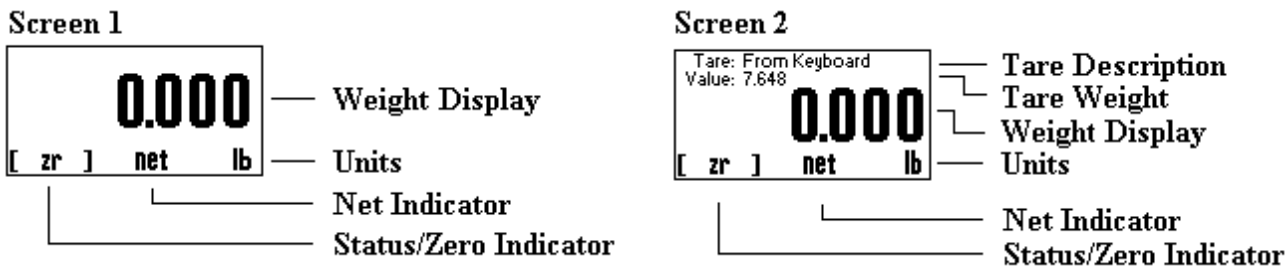 Screen 1
0.000
[ zr ] net lb
Weight Display
Units
Net Indicator
Status/Zero Indicator
Screen 2
Tare: From Keyboard
Value: 7.648
0.000
[ zr ] net lb
Tare Description
Tare Weight
Weight Display
Units
Net Indicator
Status/Zero Indicator